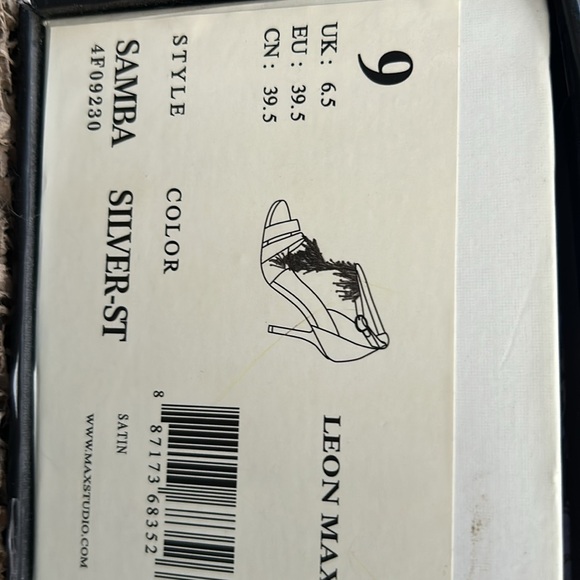 9
UK: 6.5
EU: 39.5
CN: 39.5
LEON MAX
STYLE COLOR
SAMBA SILVER-ST
4F09230
SATIN
WWW.MAXSTUDIO.COM
8 87173 68352